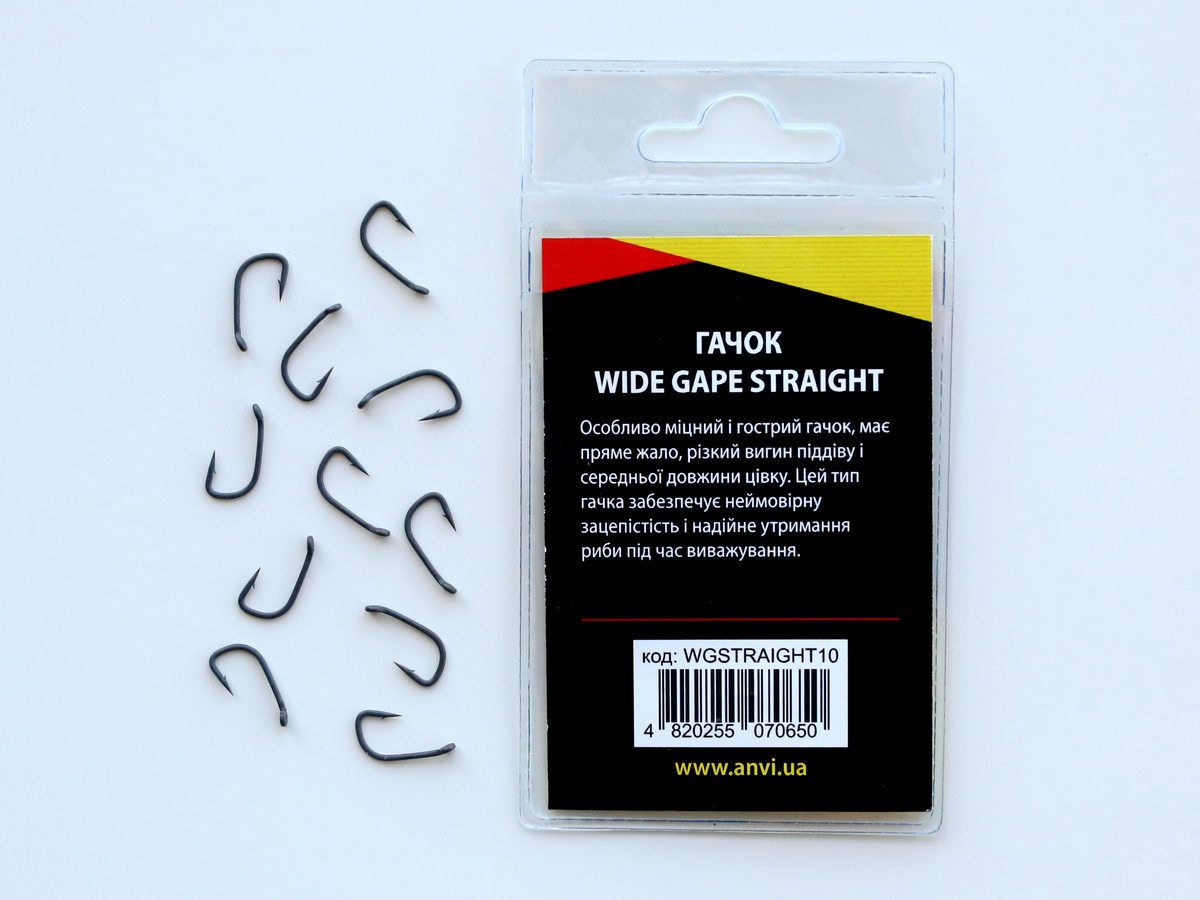 ГАЧОК
WIDE GAPE STRAIGHT
Особливо міцний і гострий гачок, має
пряме жало, різкий вигин піддіву і
середньої довжини цівку. Цей тип
гачка забезпечує неймовірну
зацепістість і надійне утримання
риби під час виважування.
код: WGSTRAIGHT10
4 820255 070650
www.anvi.ua